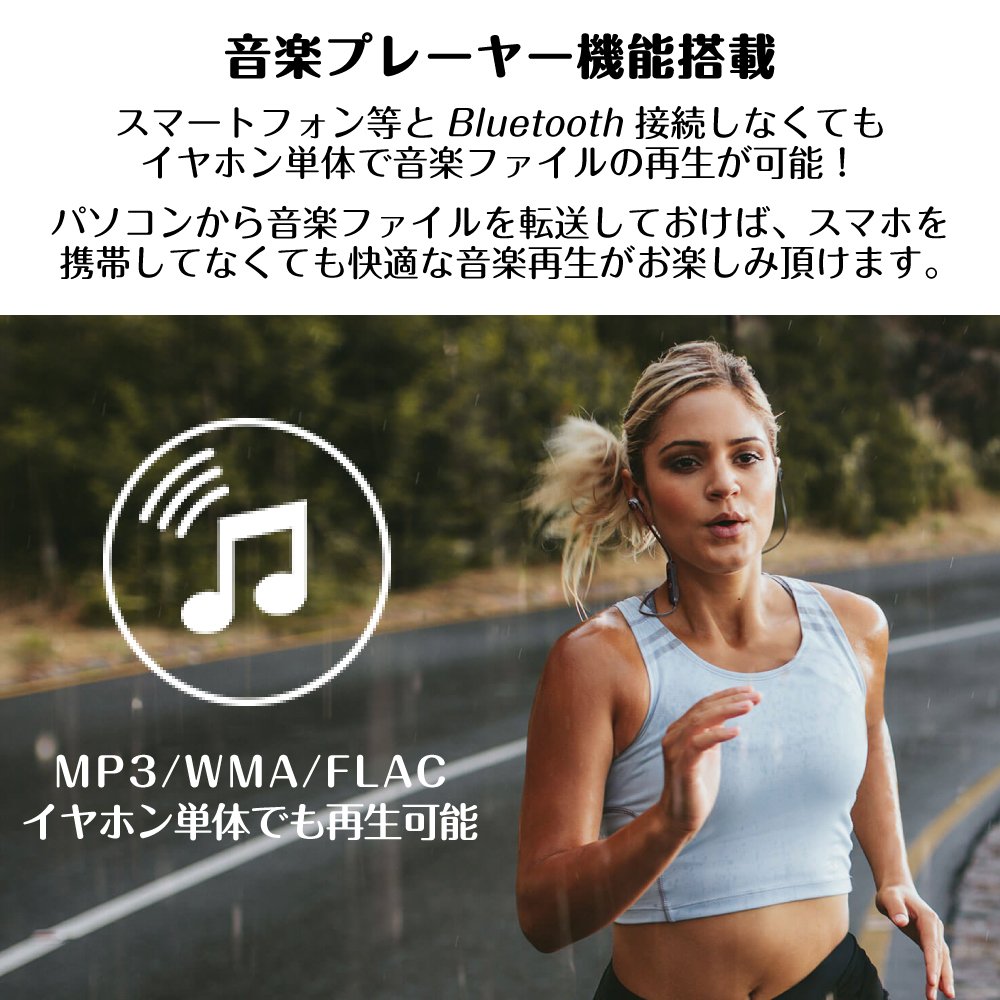 音楽プレーヤー機能搭載
スマートフォン等と Bluetooth 接続しなくても
イヤホン単体で音楽ファイルの再生が可能！
パソコンから音楽ファイルを転送しておけば、スマホを
携帯してなくても快適な音楽再生がお楽しみ頂けます。
MP3/WMA/FLAC
イヤホン単体でも再生可能